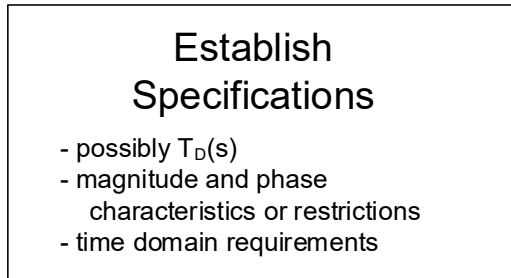 Establish
Specifications
- possibly T_D(s)
- magnitude and phase
characteristics or restrictions
- time domain requirements